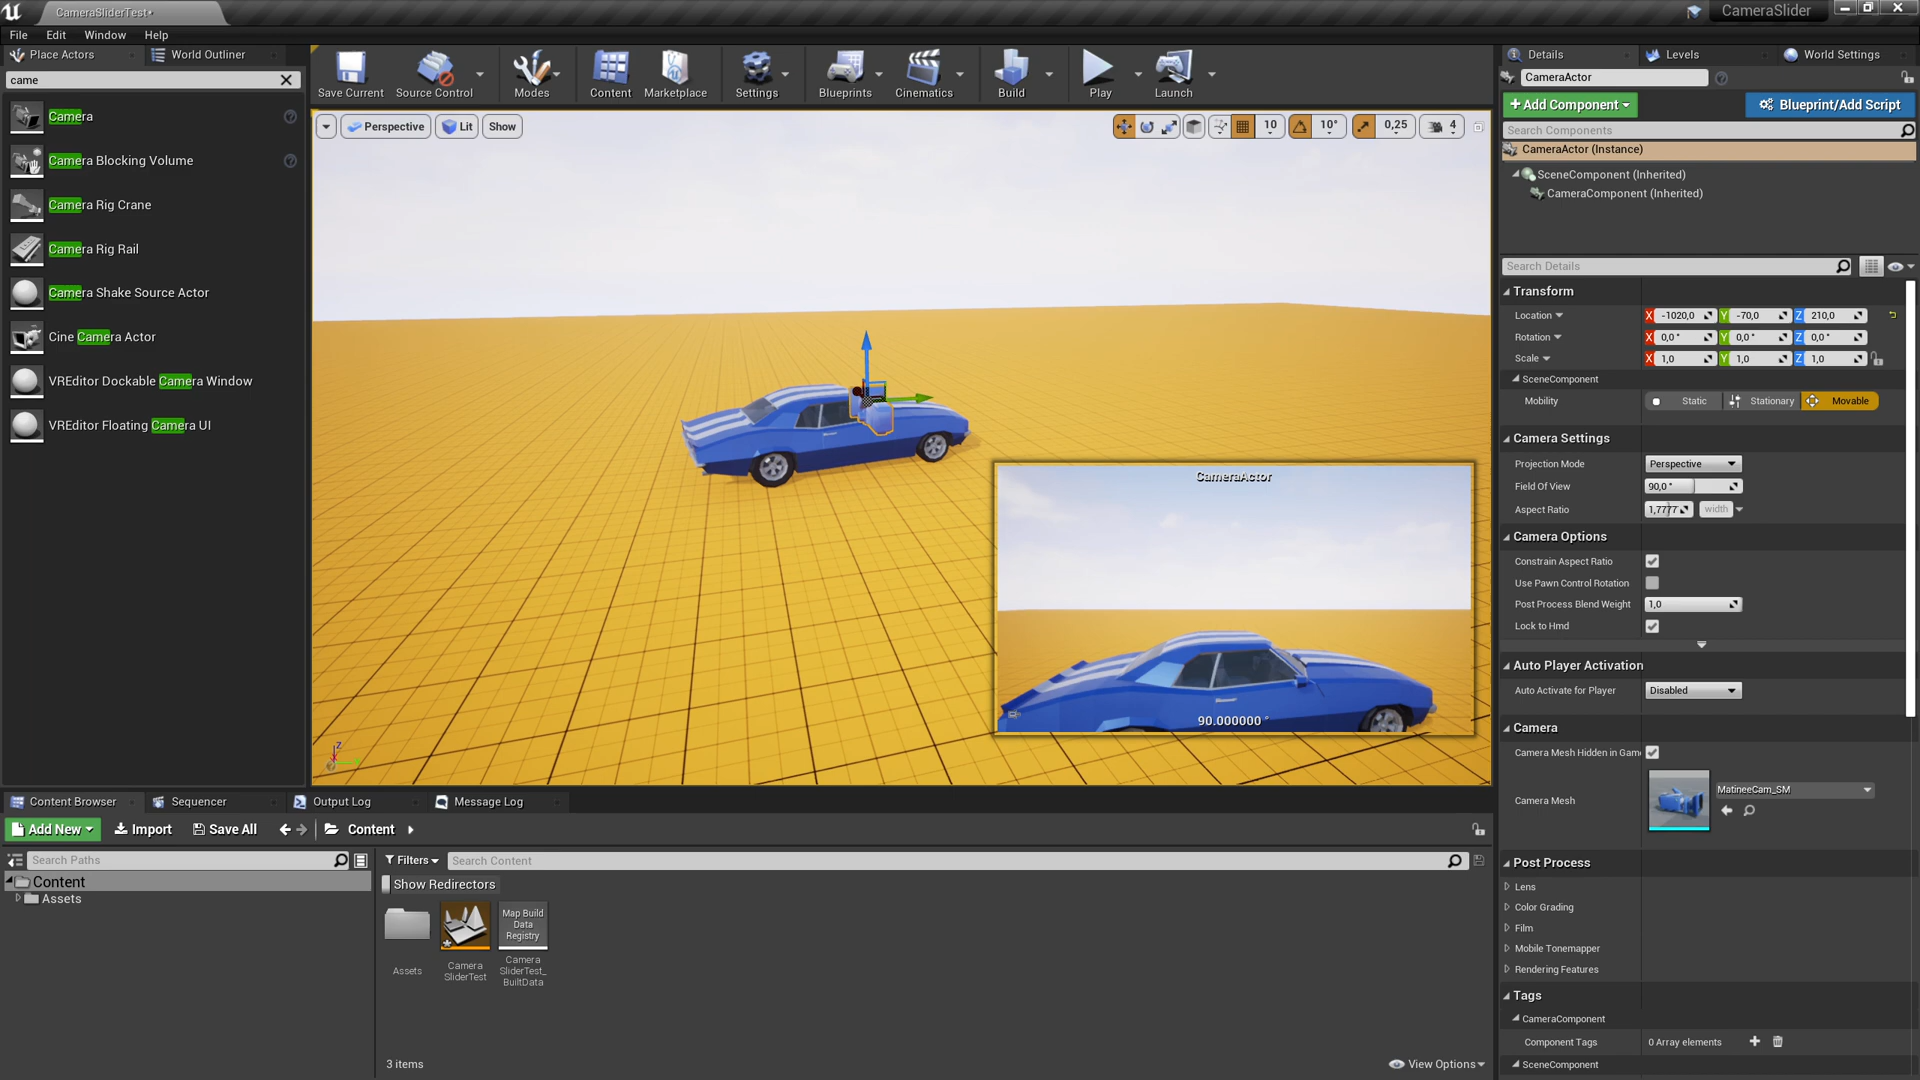 CameraSliderTest•
CameraSlider
File Edit Window Help
Place Actors
World Outliner
came
Camera
Camera Blocking Volume
Camera Rig Crane
Camera Rig Rail
Camera Shake Source Actor
Cine Camera Actor
VREditor Dockable Camera Window
VREditor Floating Camera UI
Save Current
Source Control
Modes
Content
Marketplace
Settings
Blueprints
Cinematics
Build
Play
Launch
Perspective
Lit
Show
10
10°
0,25
4
CameraActor
90.000000 °
Z
Details
Levels
World Settings
CameraActor
+Add Component
Blueprint/Add Script
Search Components
CameraActor (Instance)
SceneComponent (Inherited)
CameraComponent (Inherited)
Search Details
Transform
Location X -1020,0 Y -70,0 Z 210,0
Rotation X 0,0 ° Y 0,0 ° Z 0,0 °
Scale X 1,0 Y 1,0 Z 1,0
SceneComponent
Mobility Static Stationary Movable
Camera Settings
Projection Mode Perspective
Field Of View 90,0 °
Aspect Ratio 1,7777 width
Camera Options
Constrain Aspect Ratio
Use Pawn Control Rotation
Post Process Blend Weight 1,0
Lock to Hmd
Auto Player Activation
Auto Activate for Player Disabled
Camera
Camera Mesh Hidden in Gam
Camera Mesh MatineeCam_SM
Post Process
Lens
Color Grading
Film
Mobile Tonemapper
Rendering Features
Tags
CameraComponent
Component Tags 0 Array elements
SceneComponent
Content Browser
Sequencer
Output Log
Message Log
Add New
Import
Save All
Content
Search Paths
Content
Assets
Filters
Search Content
Show Redirectors
Assets
Camera
SliderTest
Map Build
Data
Registry
Camera
SliderTest_
BuiltData
3 items
View Options